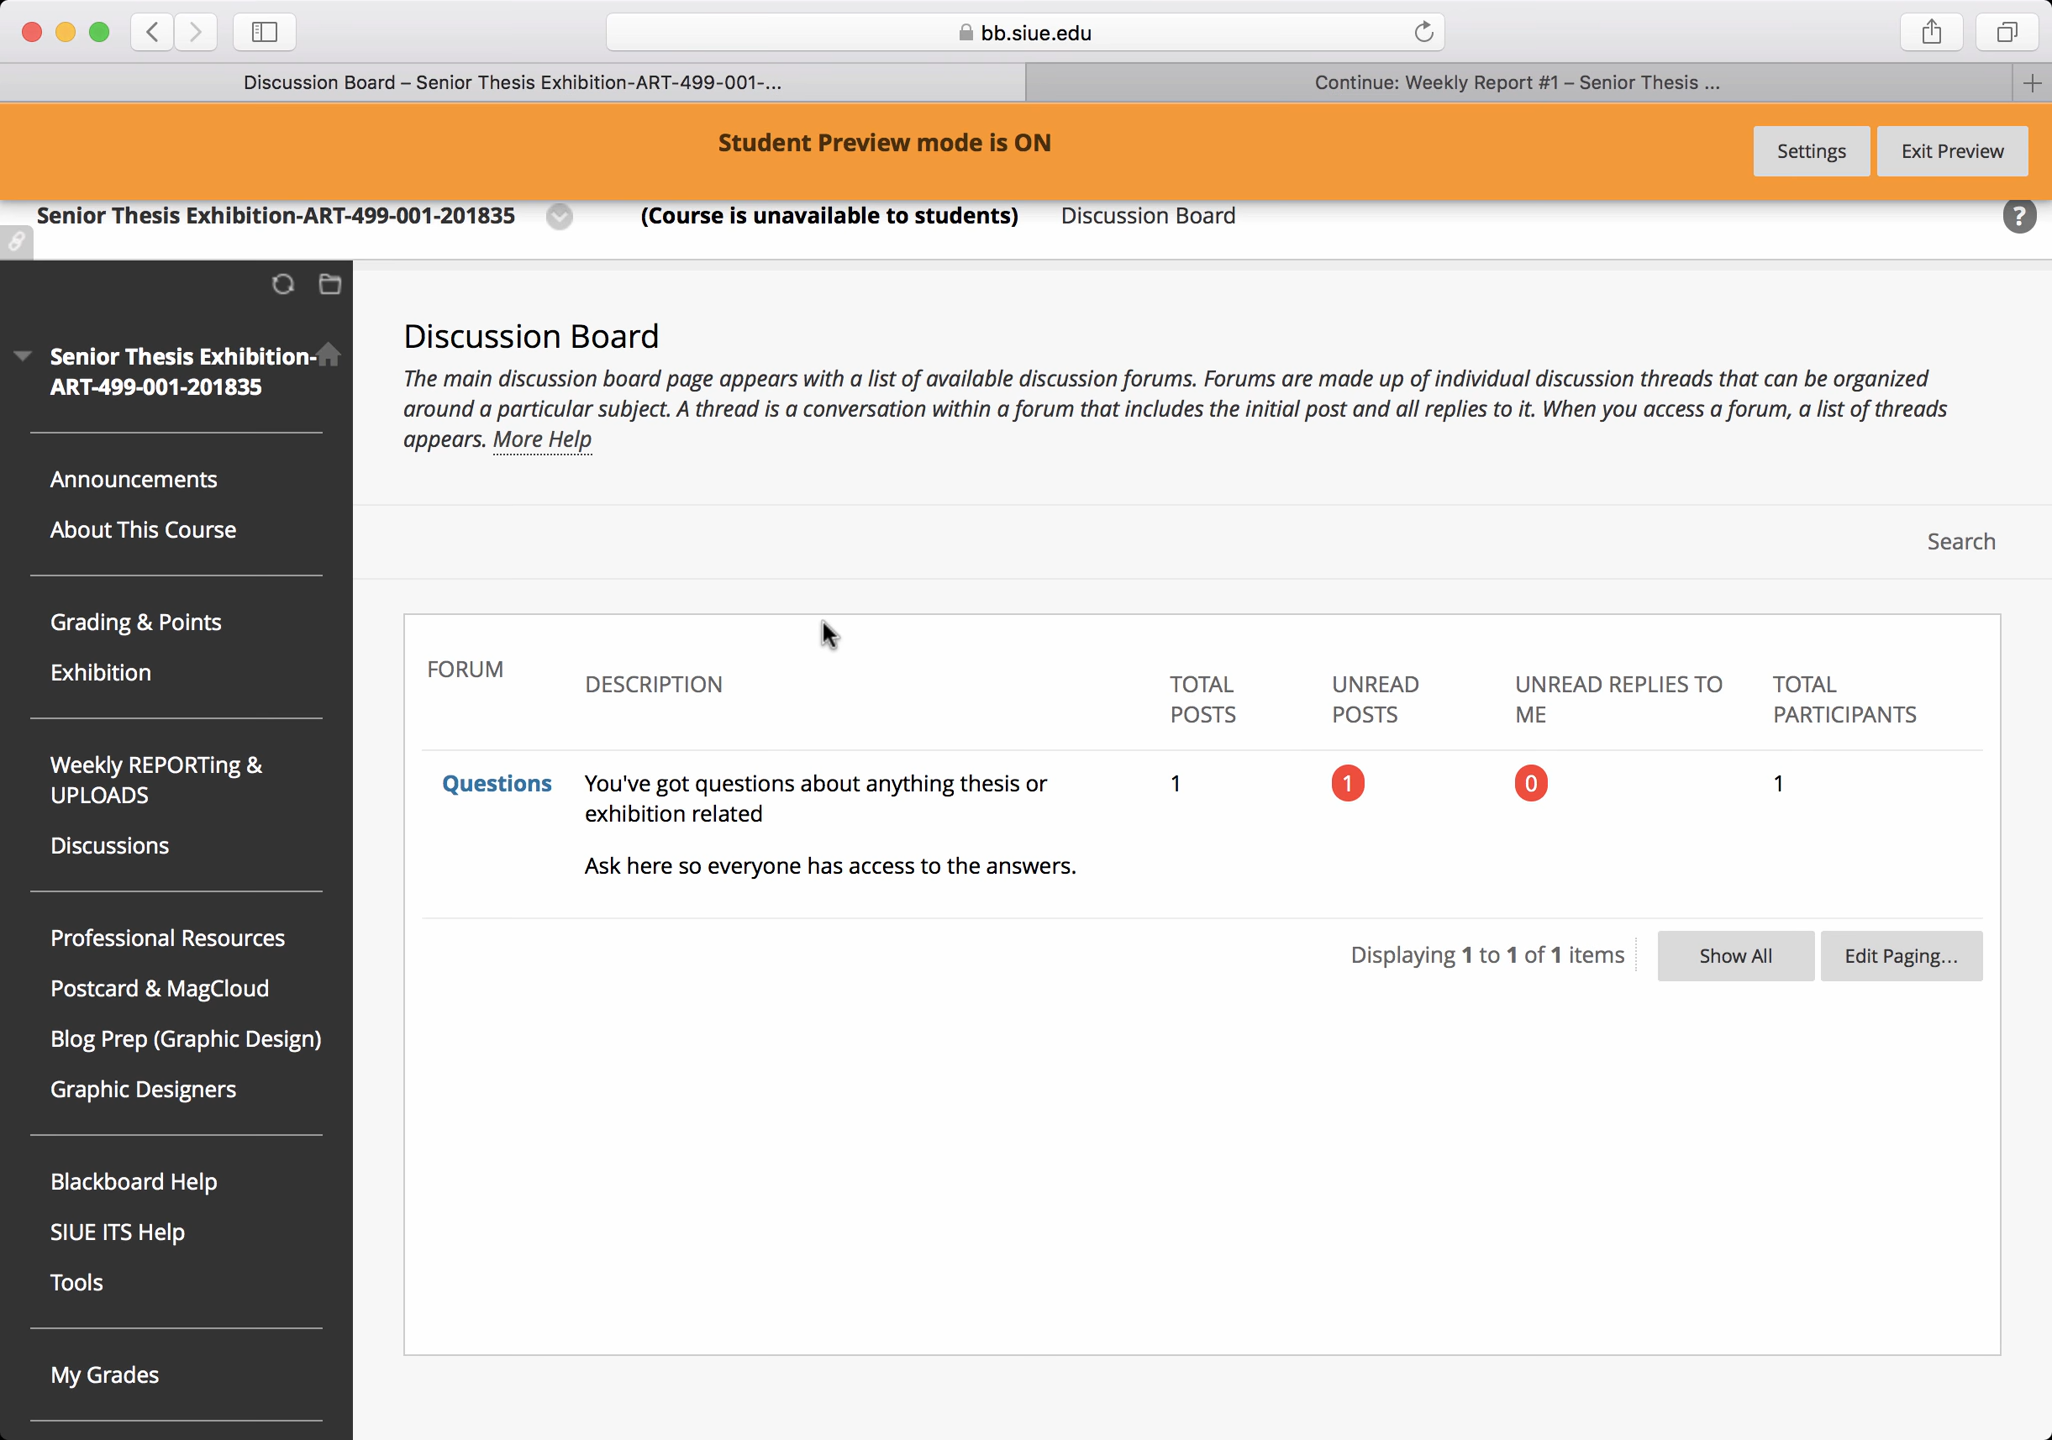 bb.siue.edu
Discussion Board – Senior Thesis Exhibition-ART-499-001-...
Continue: Weekly Report #1 – Senior Thesis ...
Student Preview mode is ON
Settings
Exit Preview
Senior Thesis Exhibition-ART-499-001-201835
(Course is unavailable to students)
Discussion Board
?
Senior Thesis Exhibition-
ART-499-001-201835
Announcements
About This Course
Grading & Points
Exhibition
Weekly REPORTing &
UPLOADS
Discussions
Professional Resources
Postcard & MagCloud
Blog Prep (Graphic Design)
Graphic Designers
Blackboard Help
SIUE ITS Help
Tools
My Grades
Discussion Board
The main discussion board page appears with a list of available discussion forums. Forums are made up of individual discussion threads that can be organized
around a particular subject. A thread is a conversation within a forum that includes the initial post and all replies to it. When you access a forum, a list of threads
appears. More Help
Search
FORUM
DESCRIPTION
TOTAL
POSTS
UNREAD
POSTS
UNREAD REPLIES TO
ME
TOTAL
PARTICIPANTS
Questions
You've got questions about anything thesis or
exhibition related
Ask here so everyone has access to the answers.
1
1
0
1
Displaying 1 to 1 of 1 items
Show All
Edit Paging...